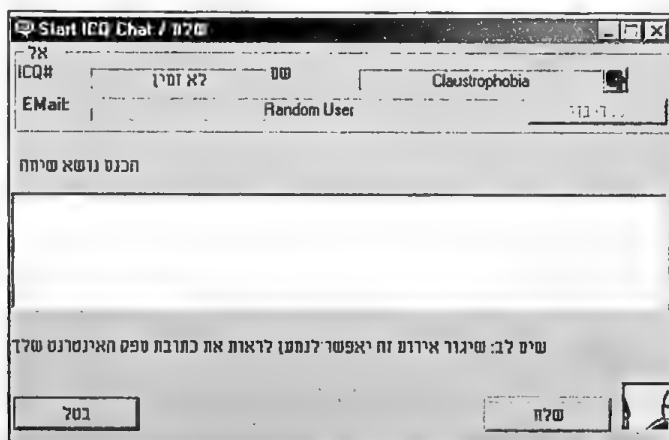 Start ICQ Chat / שלח
אל
ICQ# לא זמין שם Claustrophobia
EMail: Random User
הכנס נושא שיחה
שים לב: שיגור אירוע זה יאפשר לנמען לראות את כתובת ספק האינטרנט שלך
בטל שלח